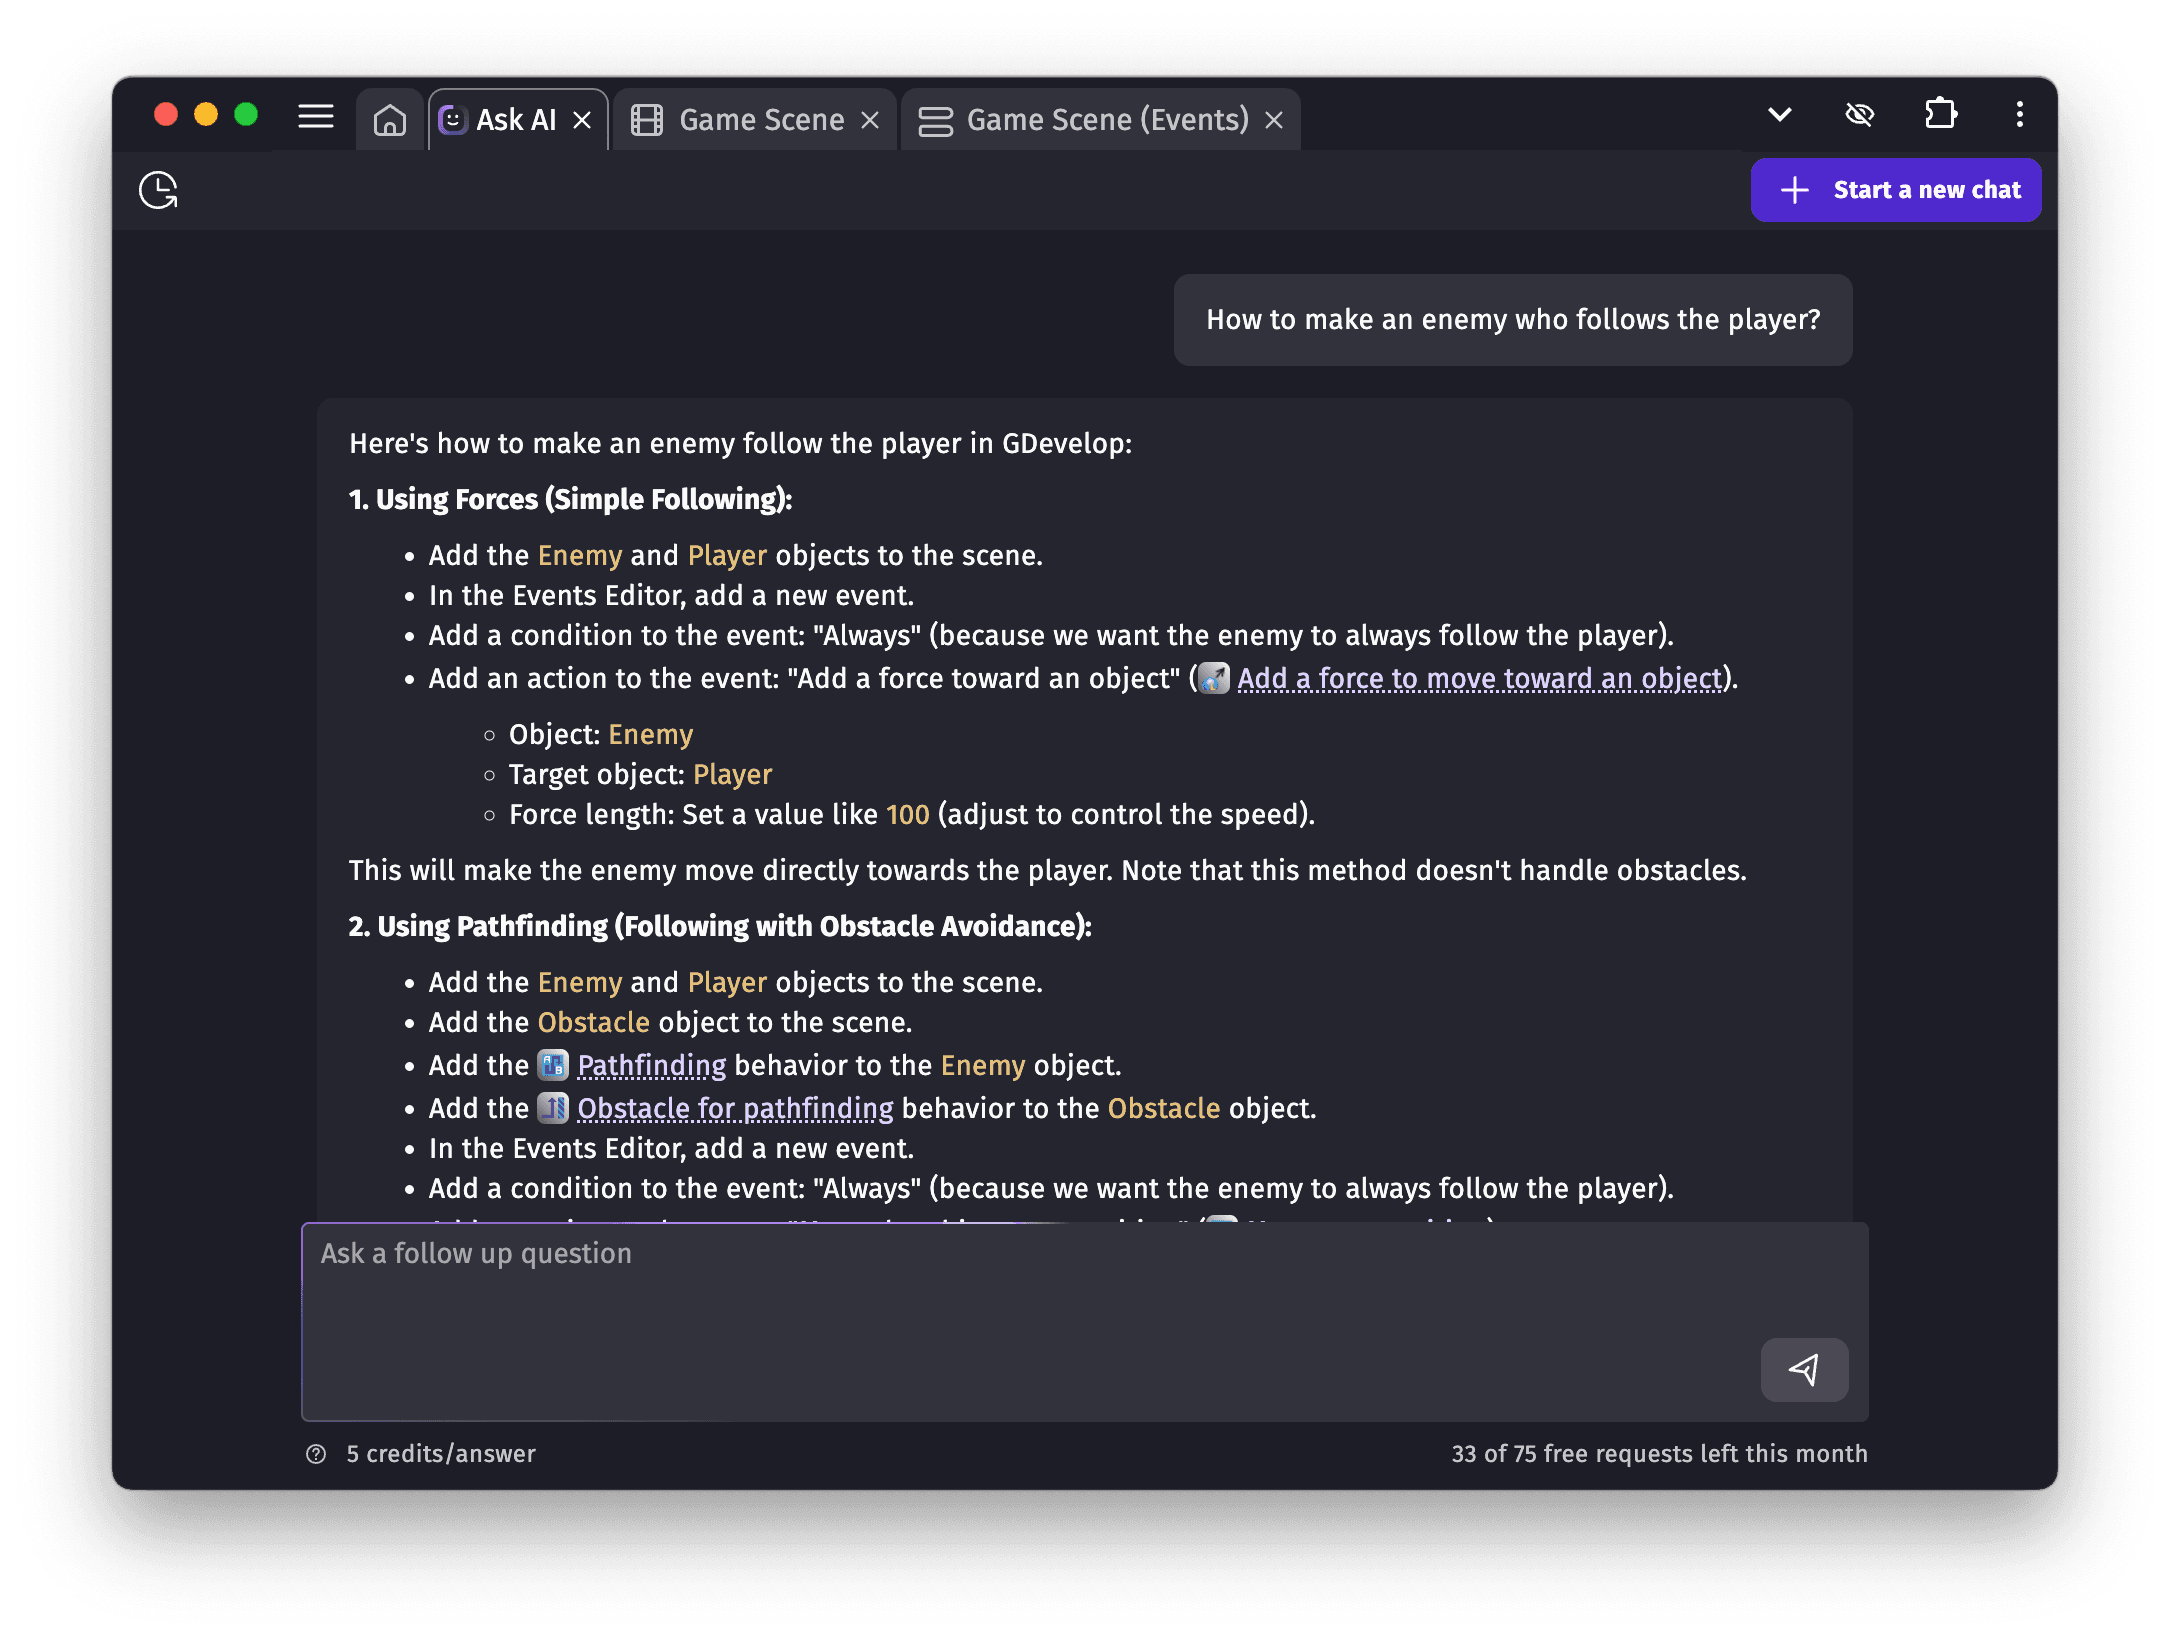 Ask AI
Game Scene
Game Scene (Events)
Start a new chat
How to make an enemy who follows the player?
Here's how to make an enemy follow the player in GDevelop:
1. Using Forces (Simple Following):
• Add the Enemy and Player objects to the scene.
• In the Events Editor, add a new event.
• Add a condition to the event: "Always" (because we want the enemy to always follow the player).
• Add an action to the event: "Add a force toward an object" (Add a force to move toward an object).
◦ Object: Enemy
◦ Target object: Player
◦ Force length: Set a value like 100 (adjust to control the speed).
This will make the enemy move directly towards the player. Note that this method doesn't handle obstacles.
2. Using Pathfinding (Following with Obstacle Avoidance):
• Add the Enemy and Player objects to the scene.
• Add the Obstacle object to the scene.
• Add the Pathfinding behavior to the Enemy object.
• Add the Obstacle for pathfinding behavior to the Obstacle object.
• In the Events Editor, add a new event.
• Add a condition to the event: "Always" (because we want the enemy to always follow the player).
Ask a follow up question
5 credits/answer
33 of 75 free requests left this month